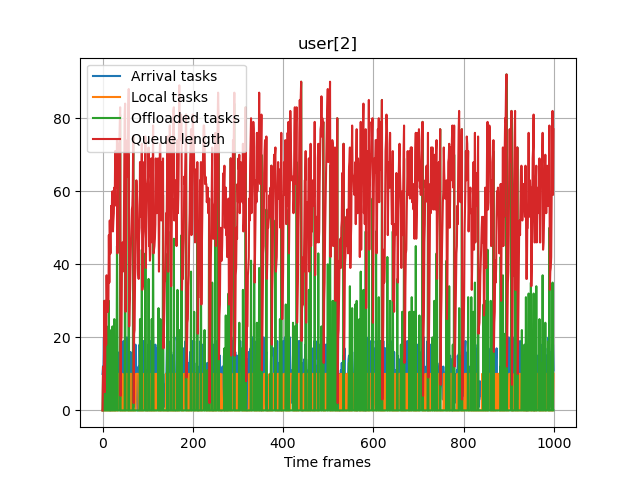 user[2]
Arrival tasks
Local tasks
Offloaded tasks
Queue length
80
60
40
20
0
0 200 400 600 800 1000
Time frames